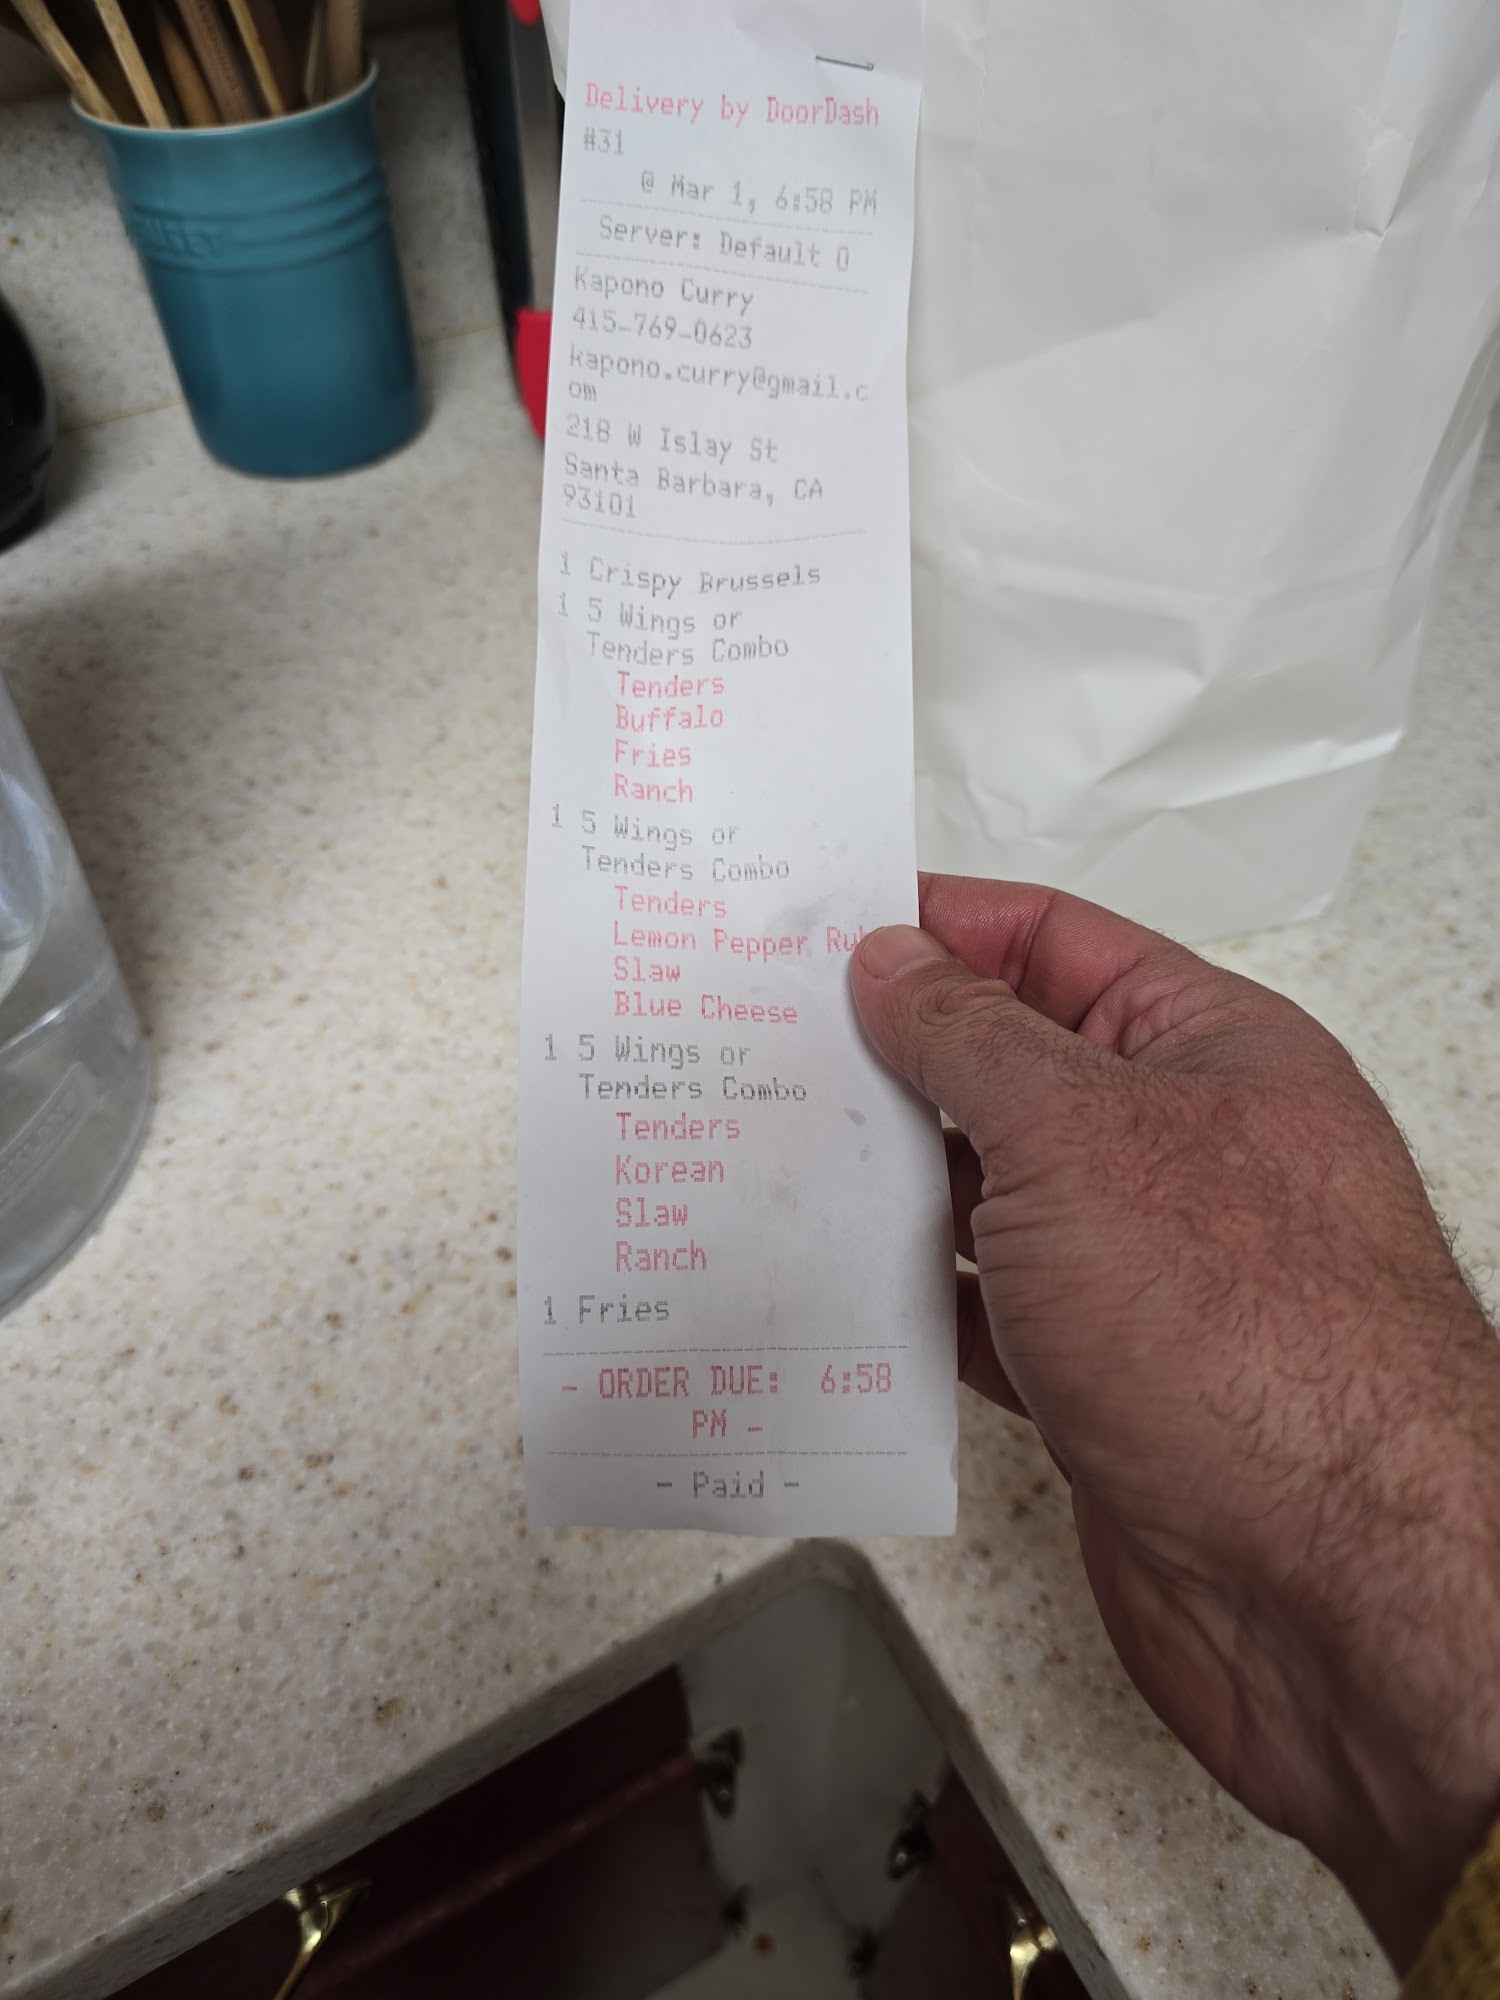 Delivery by DoorDash
#31
@ Mar 1, 6:58 PM
Server: Default O
Kapono Curry
415-769-0623
kapono.curry@gmail.c
om
218 W Islay St
Santa Barbara, CA
93101
1 Crispy Brussels
1 5 Wings or
Tenders Combo
Tenders
Buffalo
Fries
Ranch
1 5 Wings or
Tenders Combo
Tenders
Lemon Pepper Rub
Slaw
Blue Cheese
1 5 Wings or
Tenders Combo
Tenders
Korean
Slaw
Ranch
1 Fries
- ORDER DUE: 6:58
PM -
- Paid -